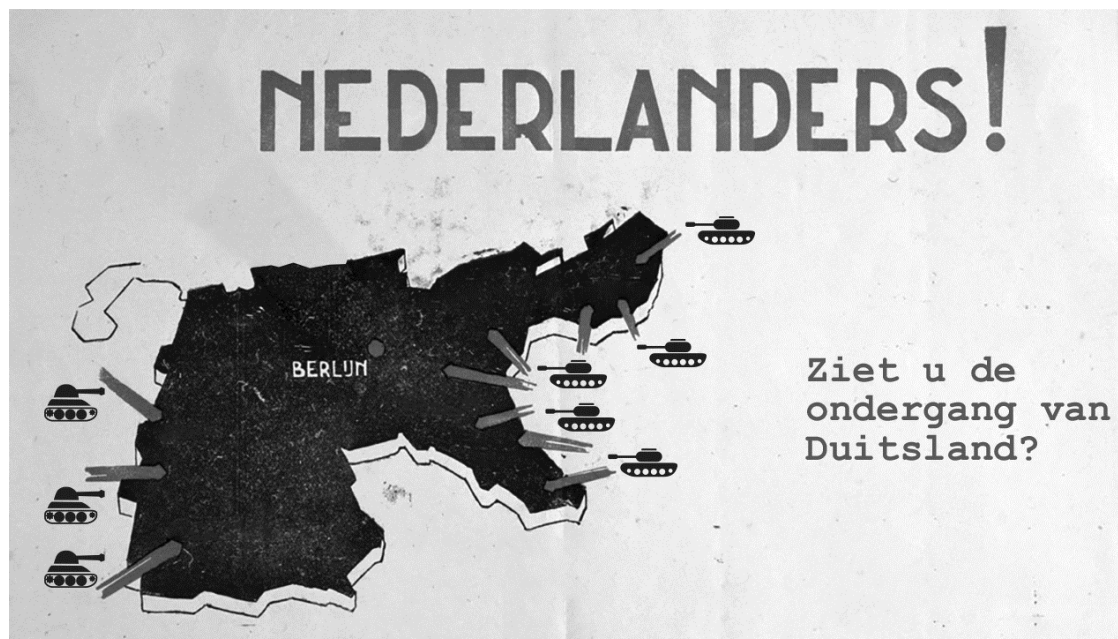 NEDERLANDERS!
BERLIJN
Ziet u de
ondergang van
Duitsland?